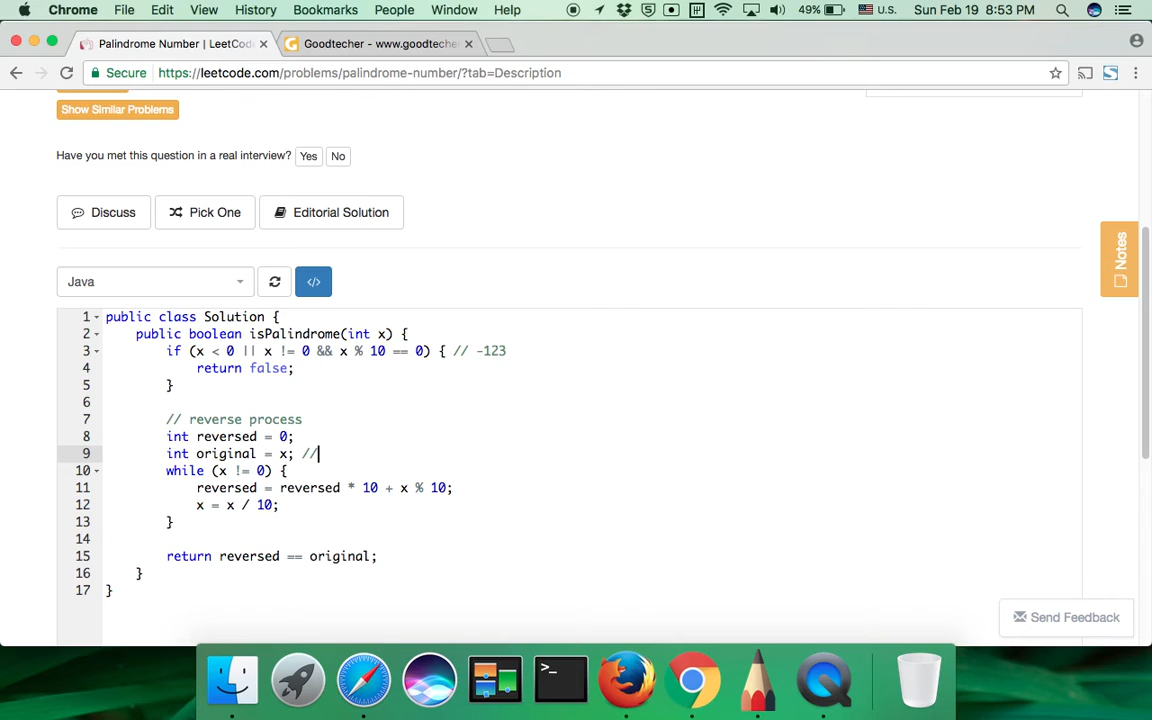 Chrome File Edit View History Bookmarks People Window Help 49% U.S. Sun Feb 19 8:53 PM
Palindrome Number | LeetCod Goodtecher - www.goodteche
Secure https://leetcode.com/problems/palindrome-number/?tab=Description
Show Similar Problems
Have you met this question in a real interview? Yes No
Discuss Pick One Editorial Solution
Notes
Java </>
1 public class Solution {
2 public boolean isPalindrome(int x) {
3 if (x < 0 || x != 0 && x % 10 == 0) { // -123
4 return false;
5 }
6
7 // reverse process
8 int reversed = 0;
9 int original = x; //
10 while (x != 0) {
11 reversed = reversed * 10 + x % 10;
12 x = x / 10;
13 }
14
15 return reversed == original;
16 }
17 }
Send Feedback
>_